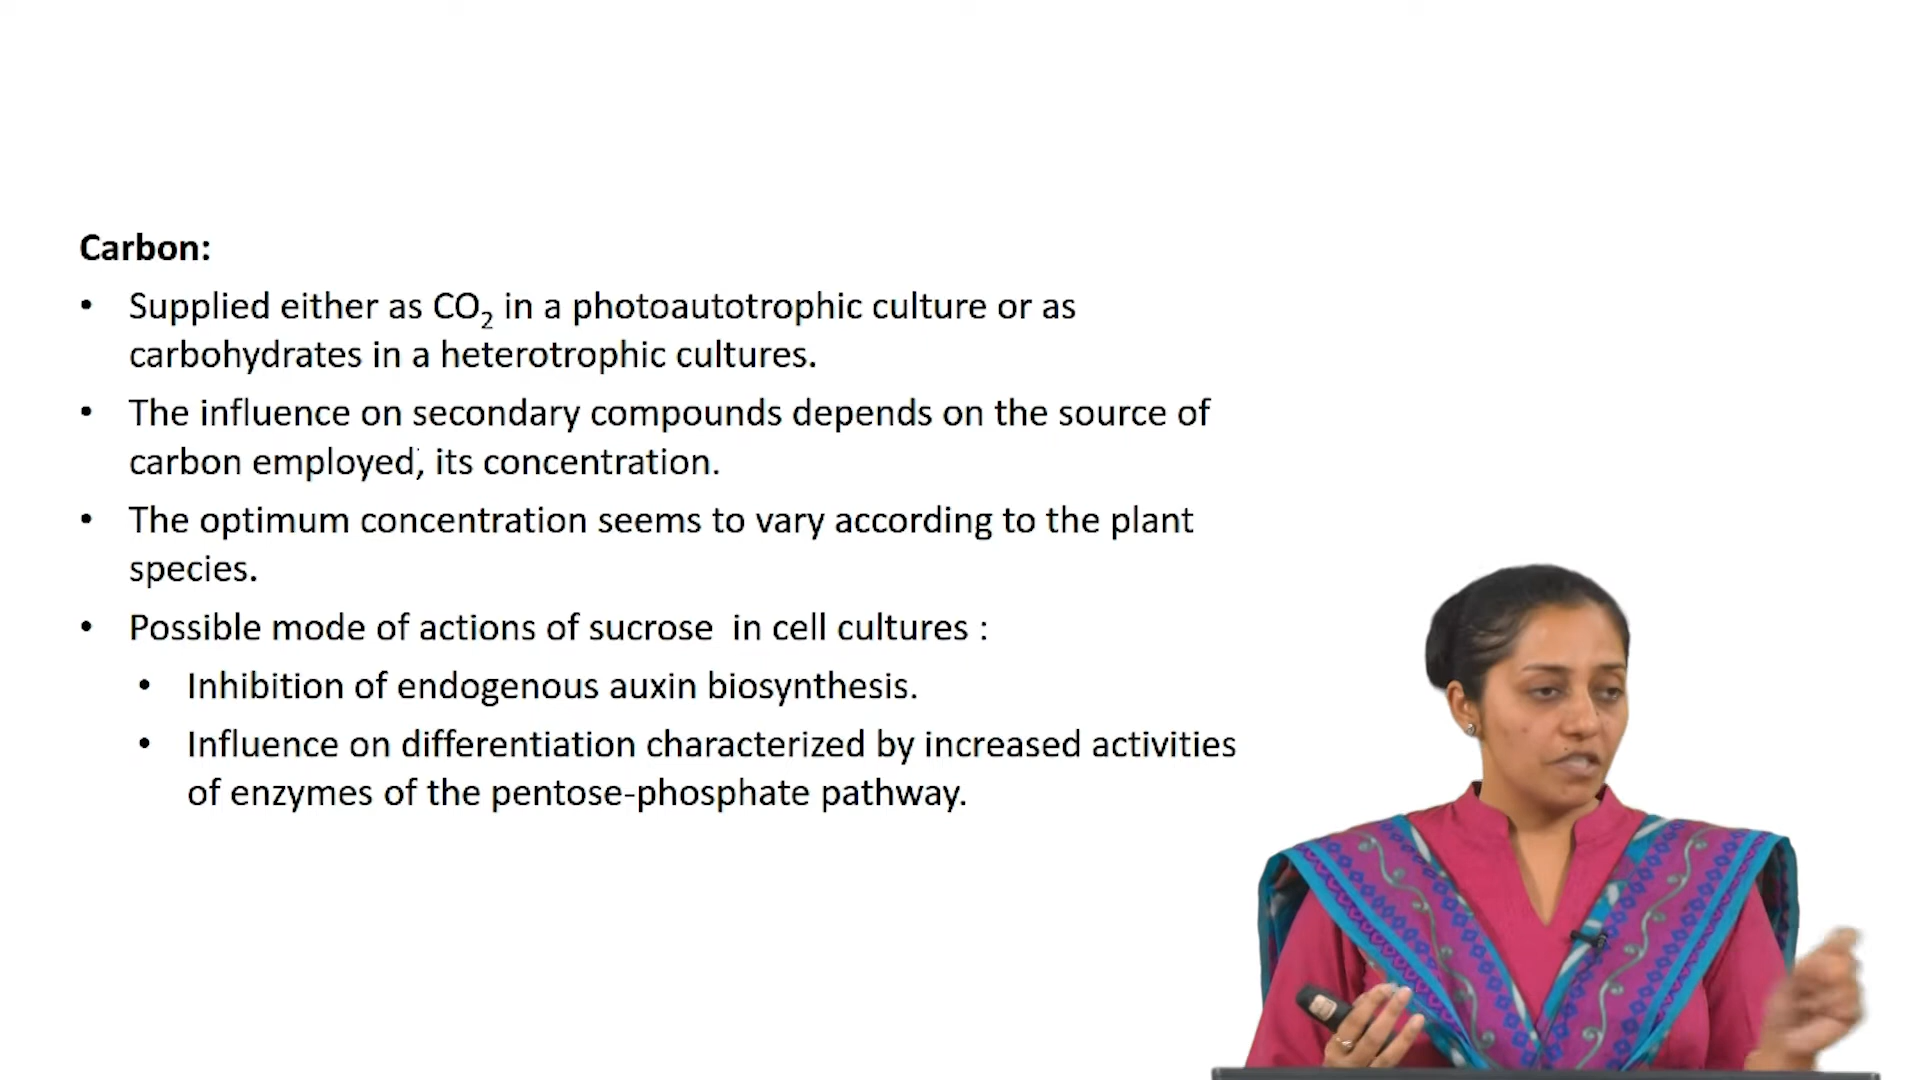 Carbon:
• Supplied either as CO₂ in a photoautotrophic culture or as
carbohydrates in a heterotrophic cultures.
• The influence on secondary compounds depends on the source of
carbon employed, its concentration.
• The optimum concentration seems to vary according to the plant
species.
• Possible mode of actions of sucrose  in cell cultures :
• Inhibition of endogenous auxin biosynthesis.
• Influence on differentiation characterized by increased activities
of enzymes of the pentose-phosphate pathway.